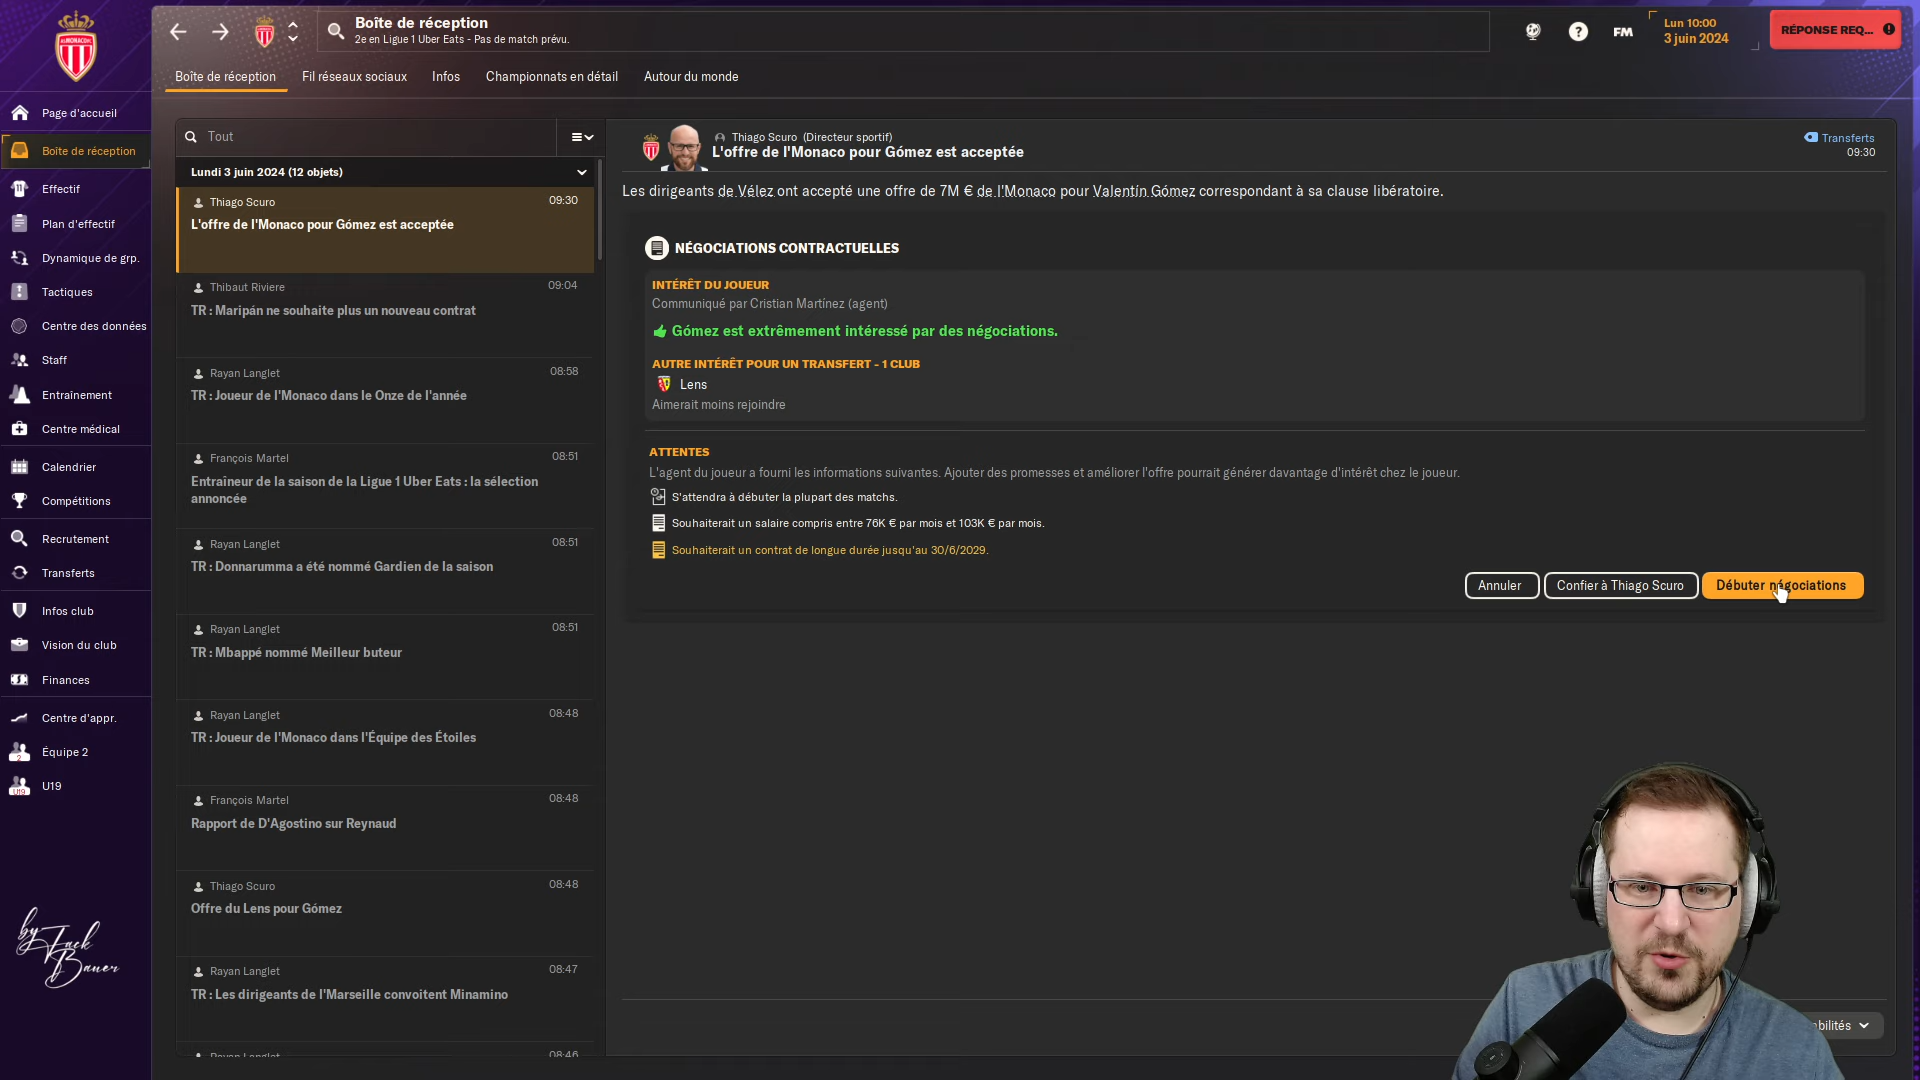 Boîte de réception
2e en Ligue 1 Uber Eats - Pas de match prévu.
FM
Lun 10:00
3 juin 2024
RÉPONSE REQ...
Boîte de réception
Fil réseaux sociaux
Infos
Championnats en détail
Autour du monde
Page d'accueil
Boîte de réception
Effectif
Plan d'effectif
Dynamique de grp.
Tactiques
Centre des données
Staff
Entraînement
Centre médical
Calendrier
Compétitions
Recrutement
Transferts
Infos club
Vision du club
Finances
Centre d'appr.
Équipe 2
U19
by Jack Bauer
Tout
Lundi 3 juin 2024 (12 objets)
Thiago Scuro 09:30
L'offre de l'Monaco pour Gómez est acceptée
Thibaut Riviere 09:04
TR : Maripán ne souhaite plus un nouveau contrat
Rayan Langlet 08:58
TR : Joueur de l'Monaco dans le Onze de l'année
François Martel 08:51
Entraîneur de la saison de la Ligue 1 Uber Eats : la sélection
annoncée
Rayan Langlet 08:51
TR : Donnarumma a été nommé Gardien de la saison
Rayan Langlet 08:51
TR : Mbappé nommé Meilleur buteur
Rayan Langlet 08:48
TR : Joueur de l'Monaco dans l'Équipe des Étoiles
François Martel 08:48
Rapport de D'Agostino sur Reynaud
Thiago Scuro 08:48
Offre du Lens pour Gómez
Rayan Langlet 08:47
TR : Les dirigeants de l'Marseille convoitent Minamino
Rayan Langlet 08:46
Thiago Scuro (Directeur sportif)
L'offre de l'Monaco pour Gómez est acceptée
Transferts
09:30
Les dirigeants de Vélez ont accepté une offre de 7M € de l'Monaco pour Valentín Gómez correspondant à sa clause libératoire.
NÉGOCIATIONS CONTRACTUELLES
INTÉRÊT DU JOUEUR
Communiqué par Cristian Martínez (agent)
Gómez est extrêmement intéressé par des négociations.
AUTRE INTÉRÊT POUR UN TRANSFERT - 1 CLUB
Lens
Aimerait moins rejoindre
ATTENTES
L'agent du joueur a fourni les informations suivantes. Ajouter des promesses et améliorer l'offre pourrait générer davantage d'intérêt chez le joueur.
S'attendra à débuter la plupart des matchs.
Souhaiterait un salaire compris entre 76K € par mois et 103K € par mois.
Souhaiterait un contrat de longue durée jusqu'au 30/6/2029.
Annuler
Confier à Thiago Scuro
Débuter négociations